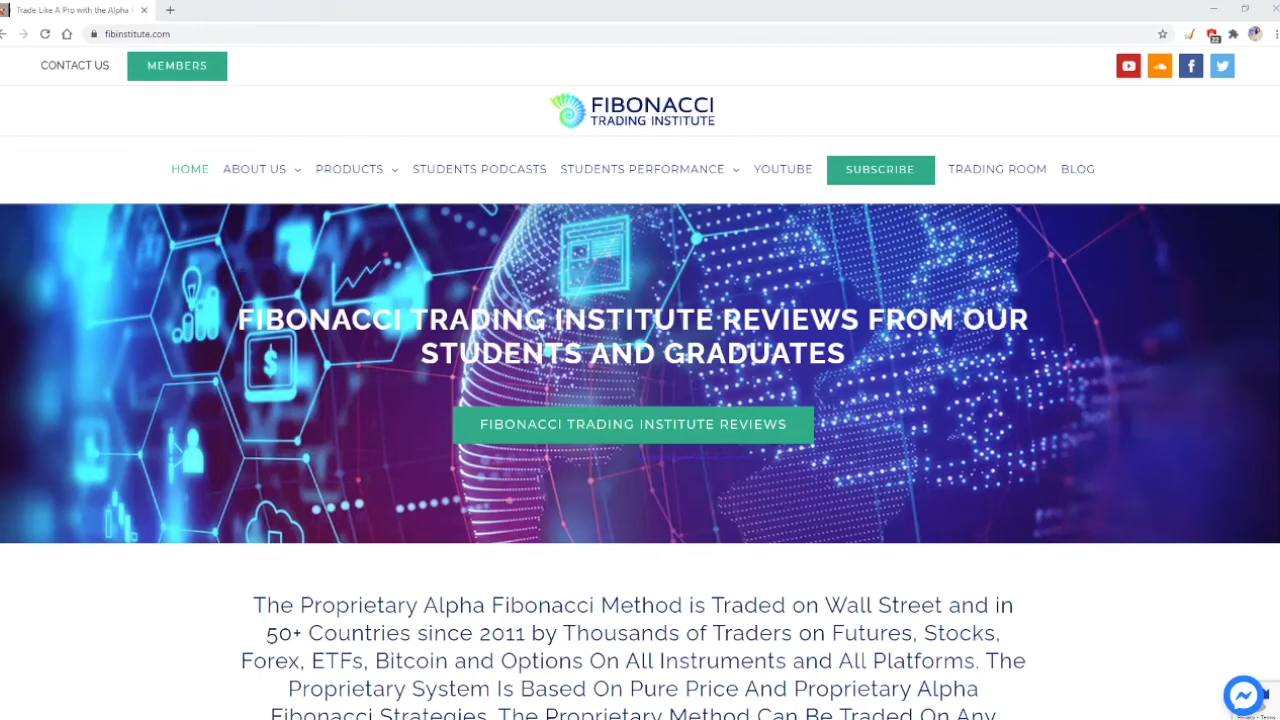 Trade Like A Pro with the Alpha
fibinstitute.com
22
CONTACT US
MEMBERS
FIBONACCI
TRADING INSTITUTE
HOME
ABOUT US
PRODUCTS
STUDENTS PODCASTS
STUDENTS PERFORMANCE
YOUTUBE
SUBSCRIBE
TRADING ROOM
BLOG
FIBONACCI TRADING INSTITUTE REVIEWS FROM OUR
STUDENTS AND GRADUATES
FIBONACCI TRADING INSTITUTE REVIEWS
The Proprietary Alpha Fibonacci Method is Traded on Wall Street and in
50+ Countries since 2011 by Thousands of Traders on Futures, Stocks,
Forex, ETFs, Bitcoin and Options On All Instruments and All Platforms. The
Proprietary System Is Based On Pure Price And Proprietary Alpha
Fibonacci Strategies. The Proprietary Method Can Be Traded On Any
Privacy - Terms